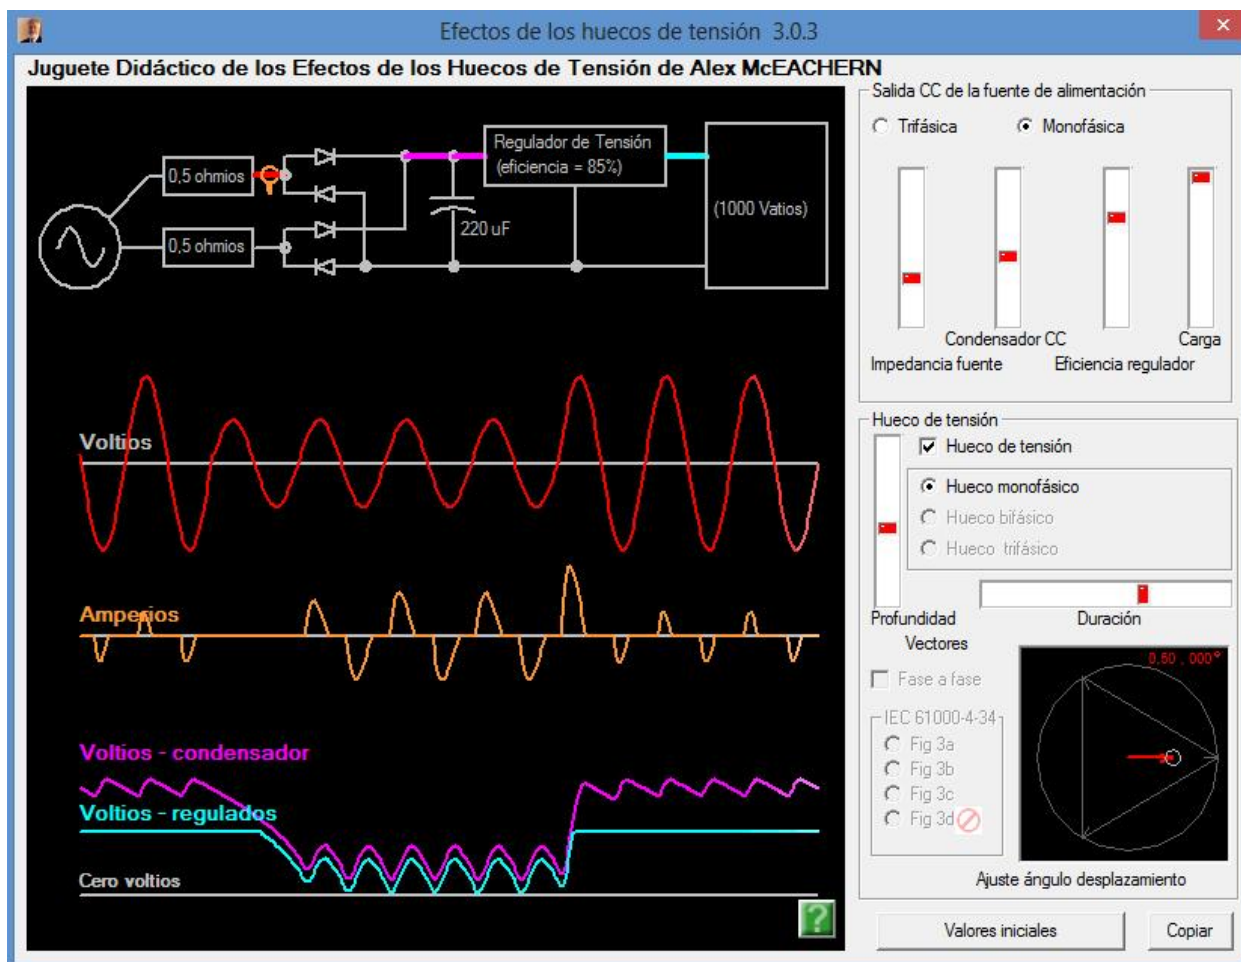 Efectos de los huecos de tensión 3.0.3
Juguete Didáctico de los Efectos de los Huecos de Tensión de Alex McEACHERN
0,5 ohmios
0,5 ohmios
Regulador de Tensión
(eficiencia = 85%)
220 uF
(1000 Vatios)
Voltios
Amperios
Voltios - condensador
Voltios - regulados
Cero voltios
?
Salida CC de la fuente de alimentación
Trifásica
Monofásica
Condensador CC
Carga
Impedancia fuente
Eficiencia regulador
Hueco de tensión
Hueco de tensión
Hueco monofásico
Hueco bifásico
Hueco trifásico
Profundidad
Duración
Vectores
Fase a fase
IEC 61000-4-34
Fig 3a
Fig 3b
Fig 3c
Fig 3d
0.50 , 000°
Ajuste ángulo desplazamiento
Valores iniciales
Copiar